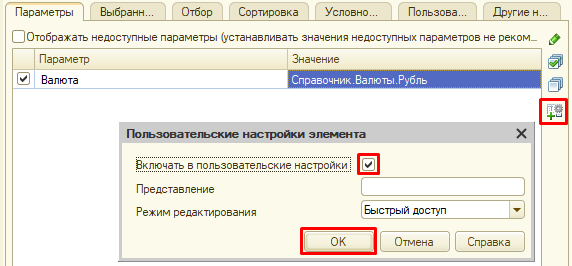 Параметры Выбранн... Отбор Сортировка Условно... Пользова... Другие н...
Отображать недоступные параметры (устанавливать значения недоступных параметров не реком...
Параметр Значение
Валюта Справочник.Валюты.Рубль
Пользовательские настройки элемента
Включать в пользовательские настройки
Представление
Режим редактирования Быстрый доступ
ОК Отмена Справка